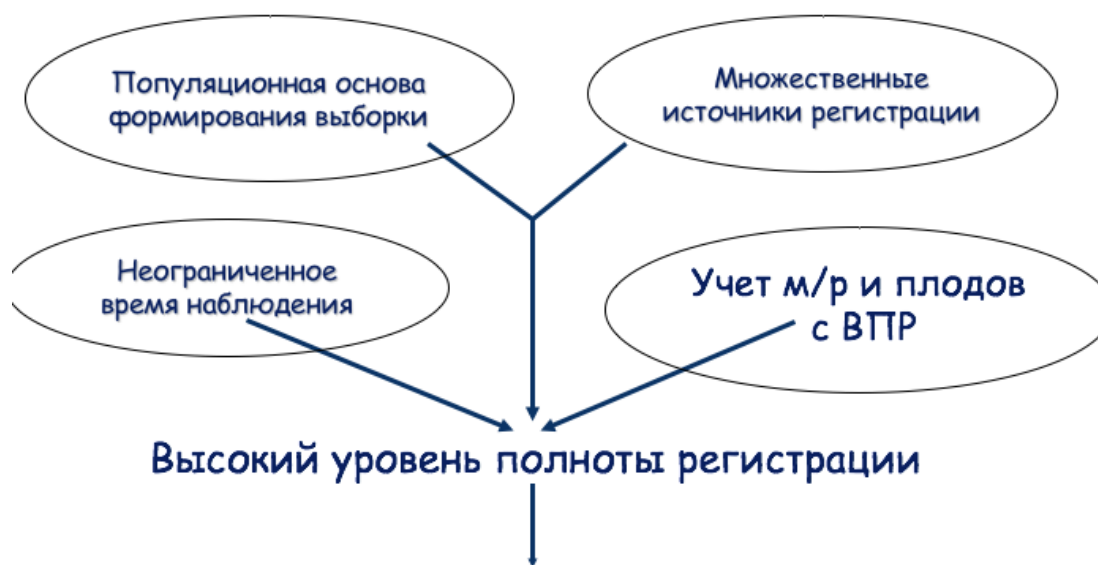 Популяционная основа
формирования выборки
Множественные
источники регистрации
Неограниченное
время наблюдения
Учет м/р и плодов
с ВПР
Высокий уровень полноты регистрации